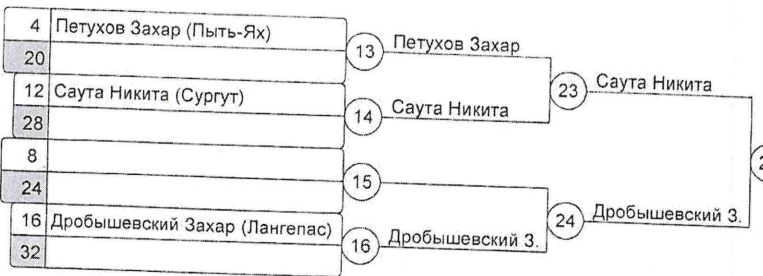 4 Петухов Захар (Пыть-Ях)
20
13 Петухов Захар
12 Саута Никита (Сургут)
28
14 Саута Никита
23 Саута Никита
8
24
15
16 Дробышевский Захар (Лангепас)
32
16 Дробышевский З.
24 Дробышевский З.